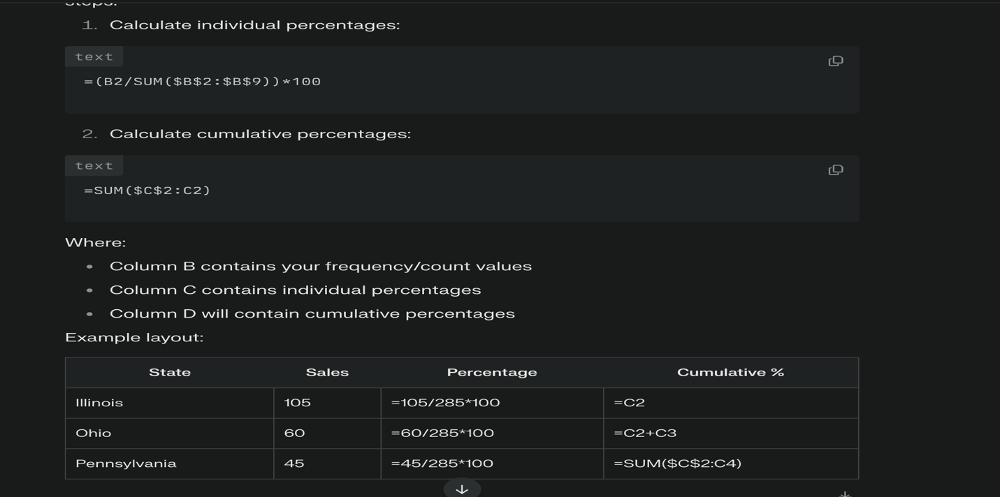 steps:
1. Calculate individual percentages:
text
=(B2/SUM($B$2:$B$9))*100
2. Calculate cumulative percentages:
text
=SUM($C$2:C2)
Where:
• Column B contains your frequency/count values
• Column C contains individual percentages
• Column D will contain cumulative percentages
Example layout:
State Sales Percentage Cumulative %
Illinois 105 =105/285*100 =C2
Ohio 60 =60/285*100 =C2+C3
Pennsylvania 45 =45/285*100 =SUM($C$2:C4)